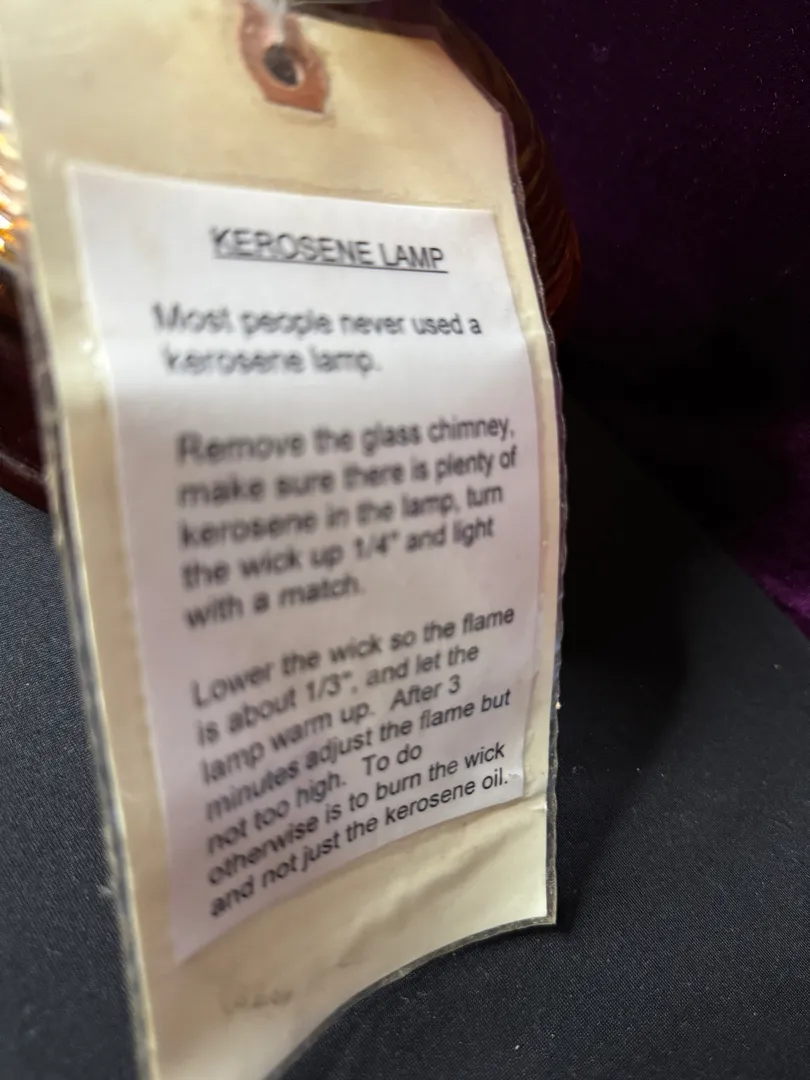 KEROSENE LAMP
Most people never used a
kerosene lamp.
Remove the glass chimney,
make sure there is plenty of
kerosene in the lamp, turn
the wick up 1/4" and light
with a match.
Lower the wick so the flame
is about 1/3", and let the
lamp warm up. After 3
minutes adjust the flame but
not too high. To do
otherwise is to burn the wick
and not just the kerosene oil.